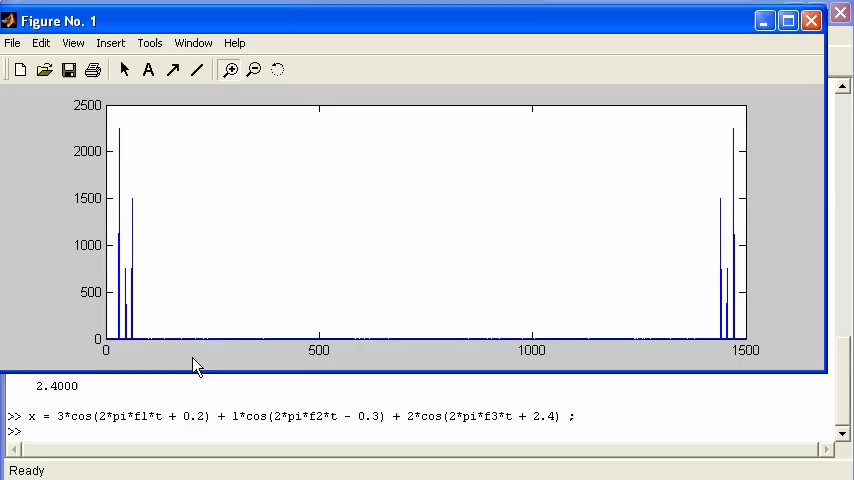 Figure No. 1
File Edit View Insert Tools Window Help
A
2500
2000
1500
1000
500
0
0 500 1000 1500
2.4000
>> x = 3*cos(2*pi*f1*t + 0.2) + 1*cos(2*pi*f2*t - 0.3) + 2*cos(2*pi*f3*t + 2.4) ;
>>
Ready